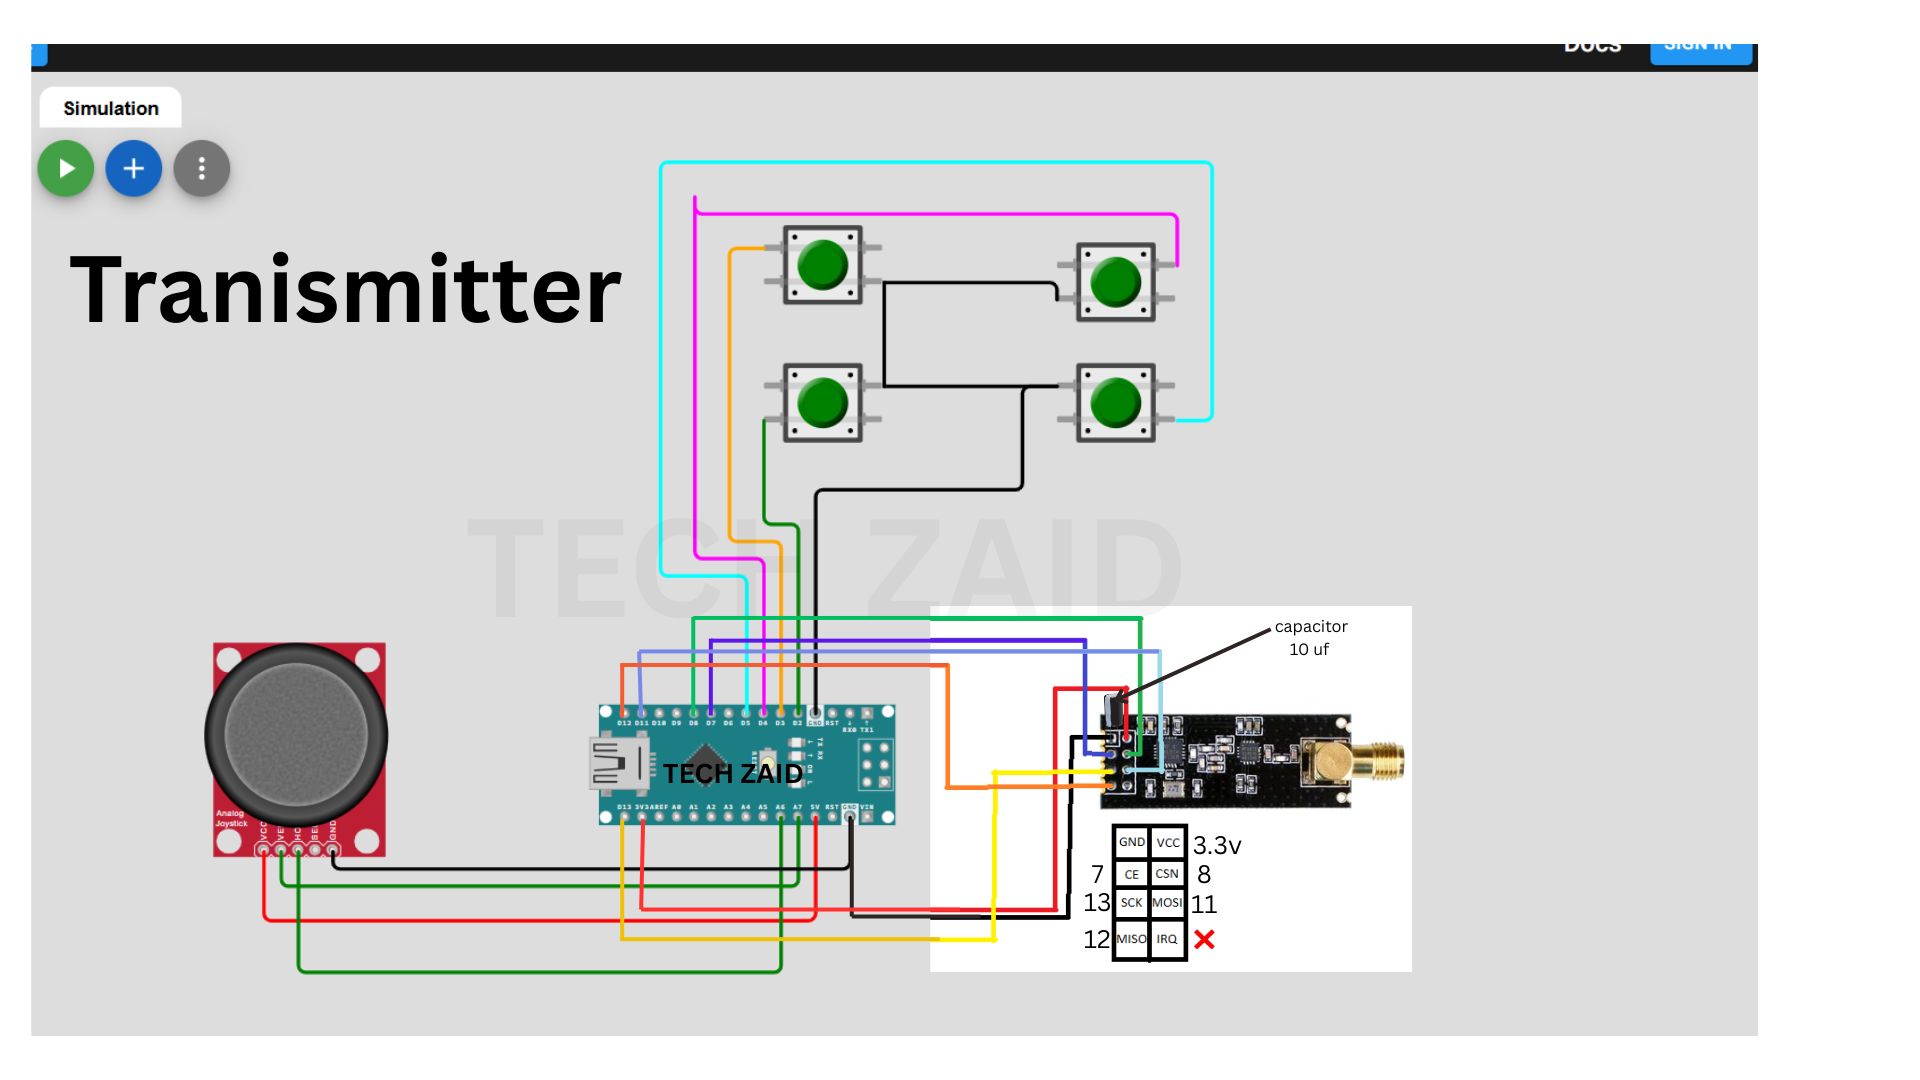 Docs SIGN IN
Simulation
Tranismitter
TECH ZAID
capacitor
10 uf
D12 D11 D10 D9 D8 D7 D6 D5 D4 D3 D2 GND RST
RX0 TX1
TX RX
ON L
TECH ZAID
D13 3V3 AREF A0 A1 A2 A3 A4 A5 A6 A7 5V RST GND VIN
Analog
Joystick
VCC
GND
GND VCC 3.3v
7 CE CSN 8
13 SCK MOSI 11
12 MISO IRQ